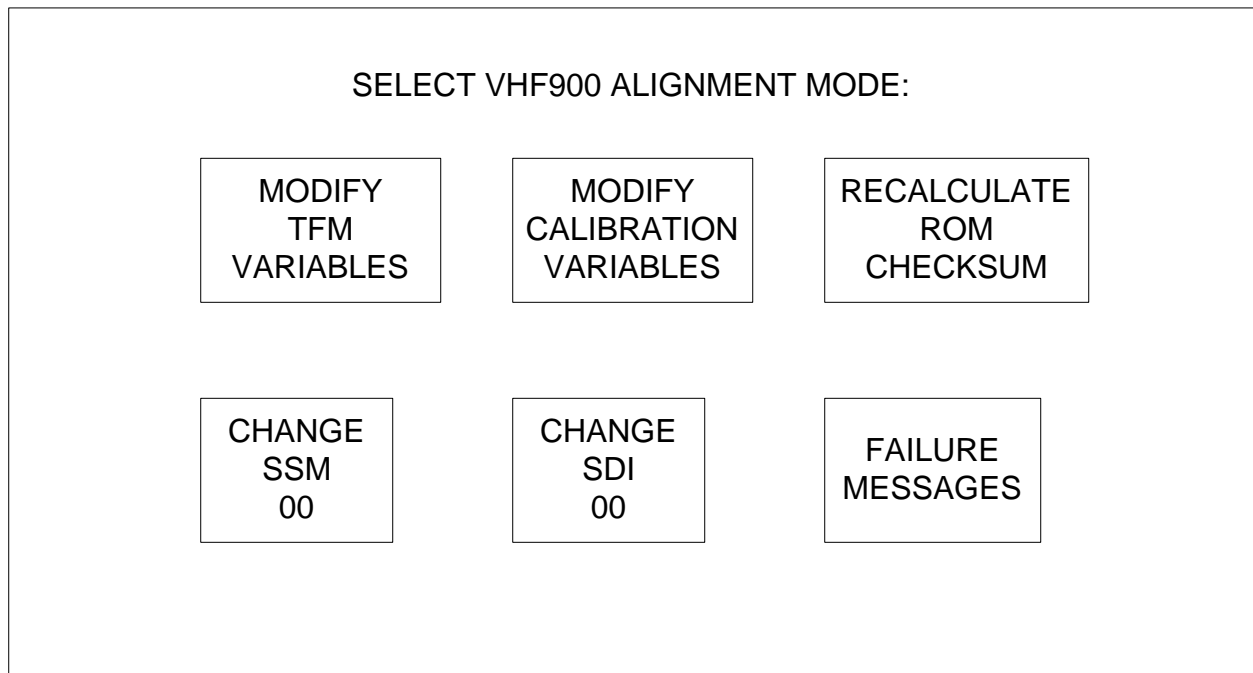 SELECT VHF900 ALIGNMENT MODE:
MODIFY
TFM
VARIABLES
MODIFY
CALIBRATION
VARIABLES
RECALCULATE
ROM
CHECKSUM
CHANGE
SSM
00
CHANGE
SDI
00
FAILURE
MESSAGES